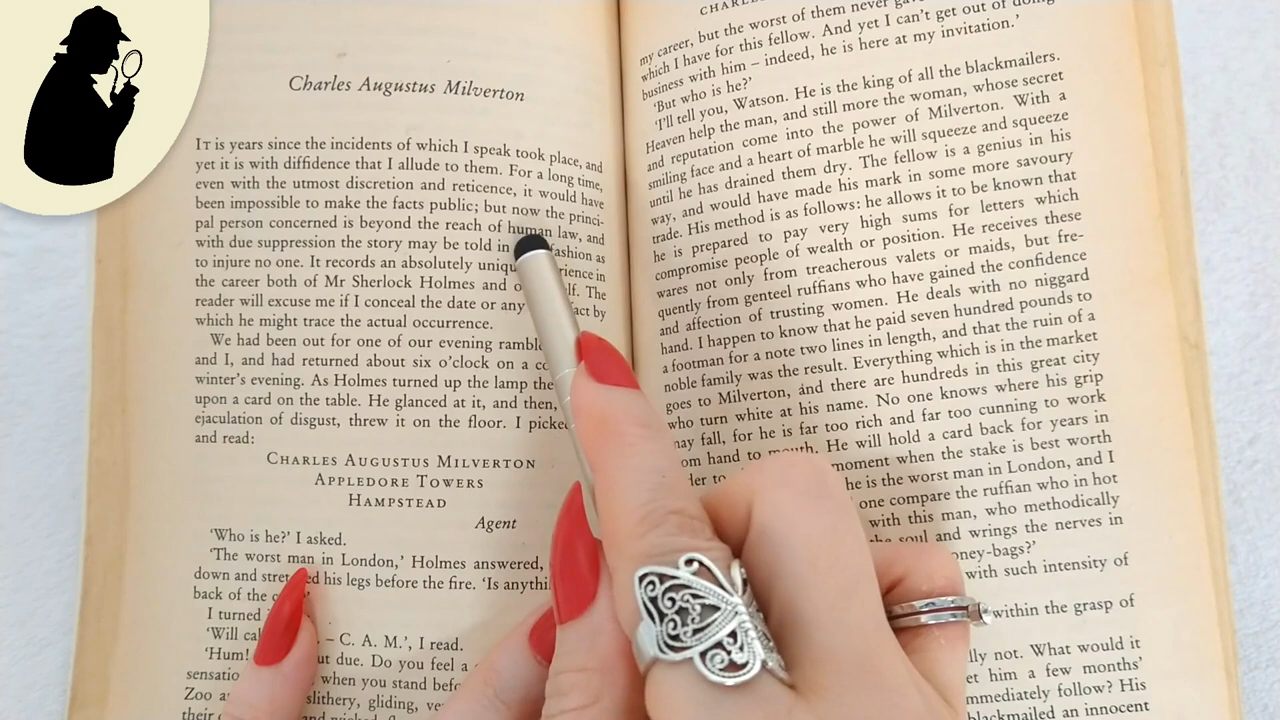 Charles Augustus Milverton
IT is years since the incidents of which I speak took place, and
yet it is with diffidence that I allude to them. For a long time,
even with the utmost discretion and reticence, it would have
been impossible to make the facts public; but now the princi-
pal person concerned is beyond the reach of human law, and
with due suppression the story may be told in fashion as
to injure no one. It records an absolutely in
the career both of Mr Sherlock Holmes and The
reader will excuse me if I conceal the date or any by
which he might trace the actual occurrence.
We had been out for one of our evening
and I, and had returned about six o'clock on a
winter's evening. As Holmes turned up the lamp the
upon a card on the table. He glanced at it, and then,
ejaculation of disgust, threw it on the floor. I
and read:
CHARLES AUGUSTUS MILVERTON
APPLEDORE TOWERS
HAMPSTEAD
Agent
'Who is he?' I asked.
'The worst man in London,' Holmes answered,
down and his legs before the fire. 'Is
back of the
I turned
'Will – C. A. M.', I read.
'Hum! due. Do you feel a
when you stand
Zoo slithery, gliding,
their and
CHARLES
my career, but the worst of them never
which I have for this fellow. And yet I can't get out of doing
business with him – indeed, he is here at my invitation.'
'But who is he?'
'I'll tell you, Watson. He is the king of all the blackmailers.
Heaven help the man, and still more the woman, whose secret
and reputation come into the power of Milverton. With a
smiling face and a heart of marble he will squeeze and squeeze
until he has drained them dry. The fellow is a genius in his
way, and would have made his mark in some more savoury
trade. His method is as follows: he allows it to be known that
he is prepared to pay very high sums for letters which
compromise people of wealth or position. He receives these
wares not only from treacherous valets or maids, but fre-
quently from genteel ruffians who have gained the confidence
and affection of trusting women. He deals with no niggard
hand. I happen to know that he paid seven hundred pounds to
a footman for a note two lines in length, and that the ruin of a
noble family was the result. Everything which is in the market
goes to Milverton, and there are hundreds in this great city
who turn white at his name. No one knows where his grip
may fall, for he is far too rich and far too cunning to work
from hand to mouth. He will hold a card back for years in
moment when the stake is best worth
he is the worst man in London, and I
one compare the ruffian who in hot
with this man, who methodically
the soul and wrings the nerves in
money-bags?'
with such intensity of
within the grasp of
not. What would it
him a few months'
immediately follow? His
blackmailed an innocent